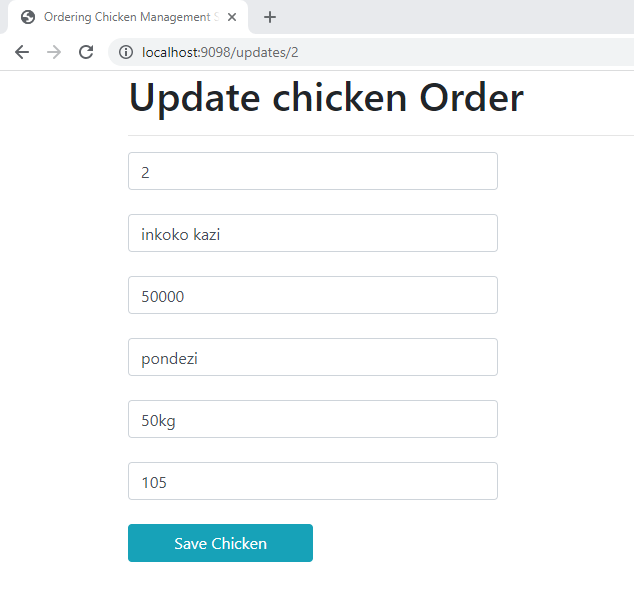 Ordering Chicken Management S
localhost:9098/updates/2
Update chicken Order
2
inkoko kazi
50000
pondezi
50kg
105
Save Chicken